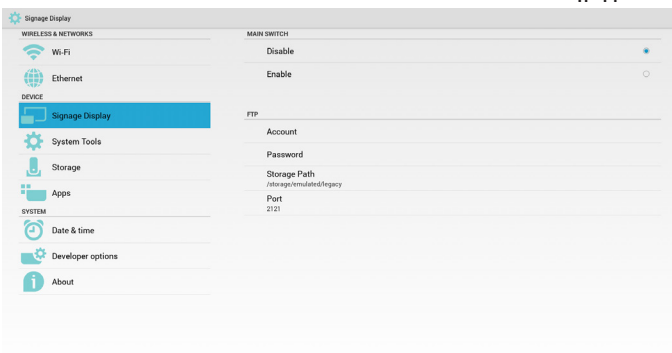 Signage Display
WIRELESS & NETWORKS
Wi-Fi
Ethernet
DEVICE
Signage Display
System Tools
Storage
Apps
SYSTEM
Date & time
Developer options
About
MAIN SWITCH
Disable
Enable
FTP
Account
Password
Storage Path
/storage/emulated/legacy
Port
2121